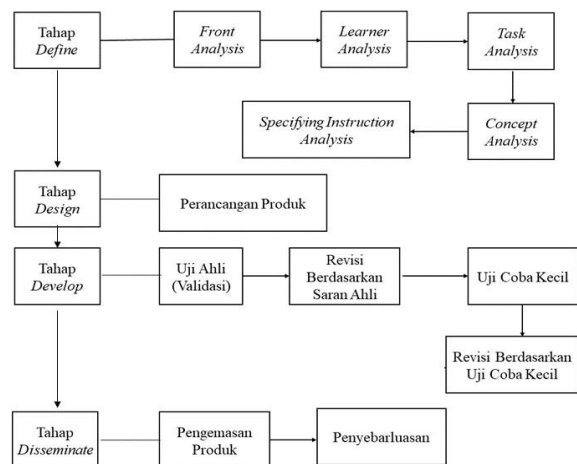 Tahap
Define
Front
Analysis
Learner
Analysis
Task
Analysis
Specifying Instruction
Analysis
Concept
Analysis
Tahap
Design
Perancangan Produk
Tahap
Develop
Uji Ahli
(Validasi)
Revisi
Berdasarkan
Saran Ahli
Uji Coba Kecil
Revisi Berdasarkan
Uji Coba Kecil
Tahap
Disseminate
Pengemasan
Produk
Penyebarluasan